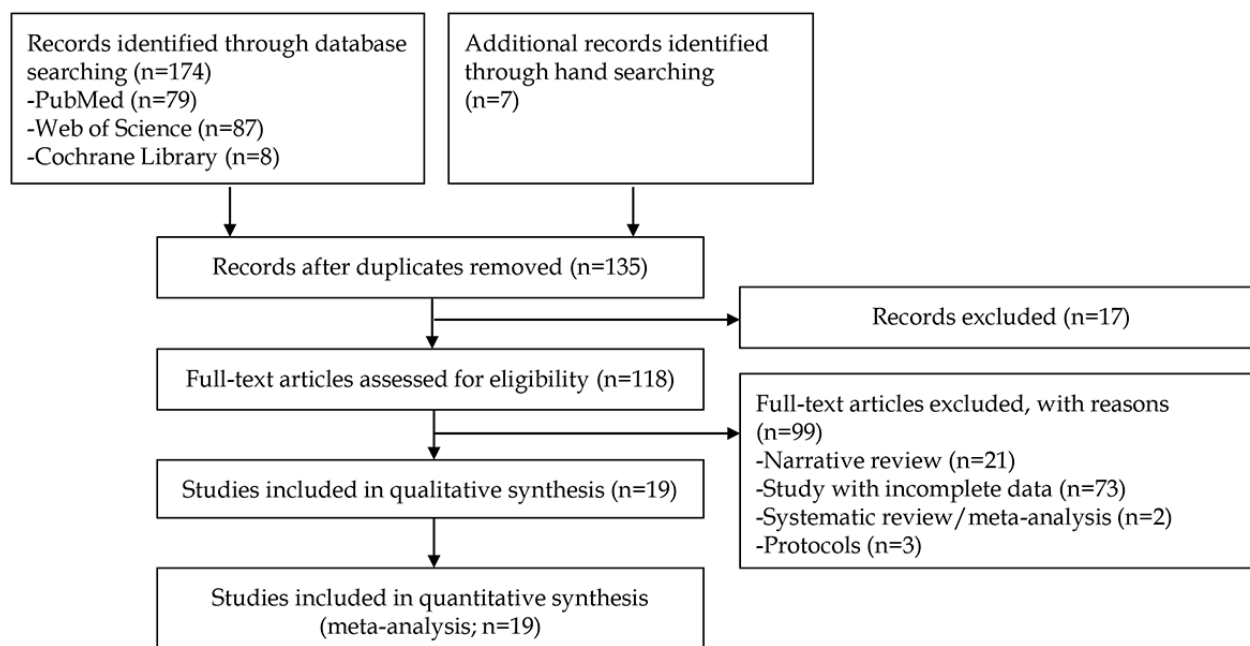 Records identified through database
searching (n=174)
-PubMed (n=79)
-Web of Science (n=87)
-Cochrane Library (n=8)
Additional records identified
through hand searching
(n=7)
Records after duplicates removed (n=135)
Records excluded (n=17)
Full-text articles assessed for eligibility (n=118)
Full-text articles excluded, with reasons
(n=99)
-Narrative review (n=21)
-Study with incomplete data (n=73)
-Systematic review/meta-analysis (n=2)
-Protocols (n=3)
Studies included in qualitative synthesis (n=19)
Studies included in quantitative synthesis
(meta-analysis; n=19)